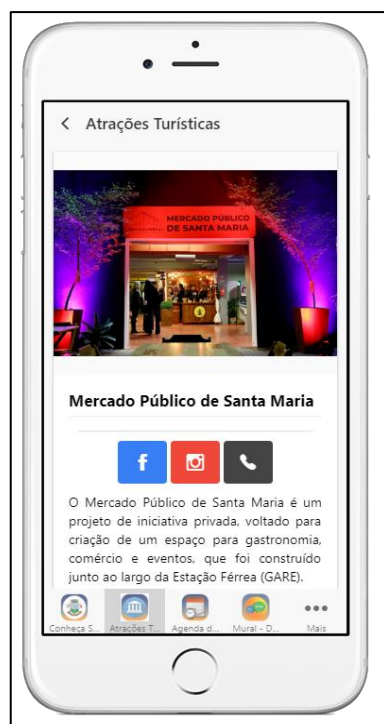 Atrações Turísticas
MERCADO PÚBLICO
DE SANTA MARIA
Mercado Público de Santa Maria
O Mercado Público de Santa Maria é um
projeto de iniciativa privada, voltado para
criação de um espaço para gastronomia,
comércio e eventos, que foi construído
junto ao largo da Estação Férrea (GARE).
Conheça S... Atrações T... Agenda d... Mural - D... Mais